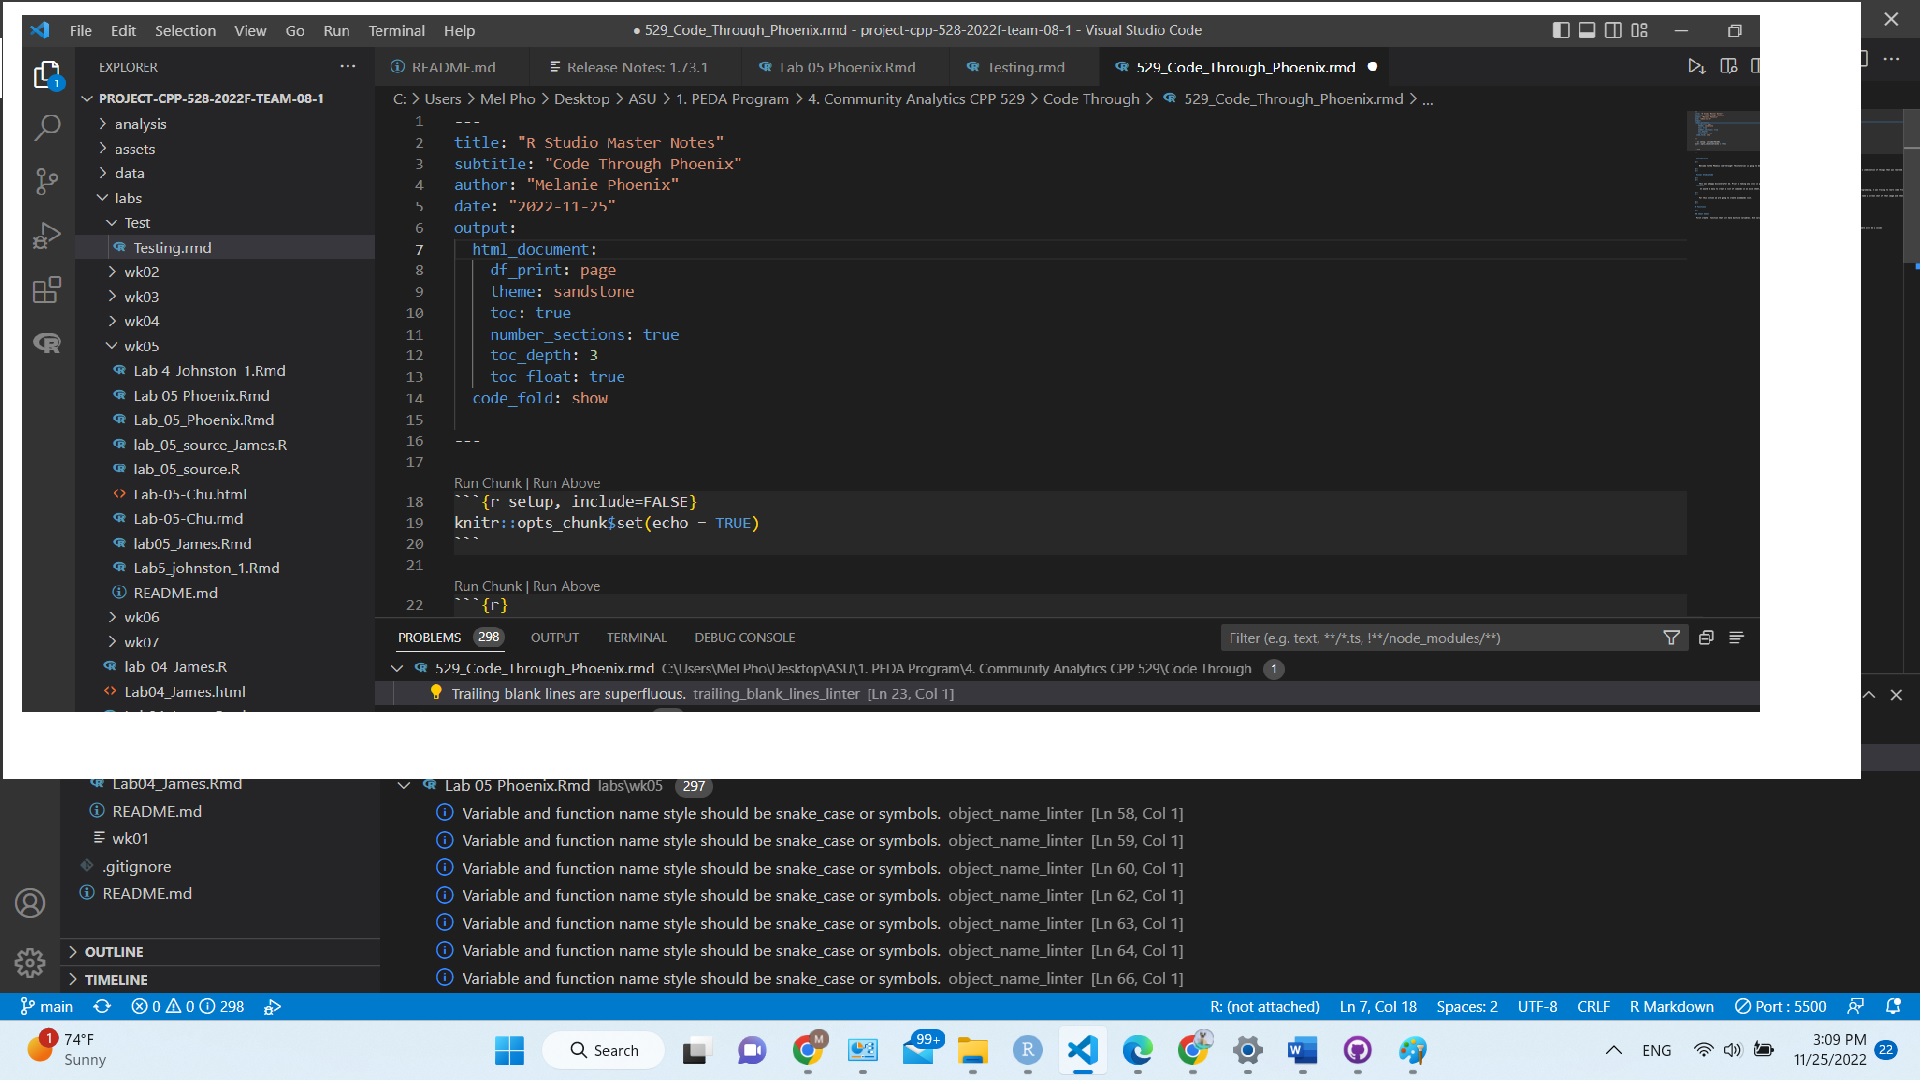 File Edit Selection View Go Run Terminal Help
● 529_Code_Through_Phoenix.rmd - project-cpp-528-2022f-team-08-1 - Visual Studio Code
EXPLORER
README.md
Release Notes: 1.73.1
Lab 05 Phoenix.Rmd
Testing.rmd
529_Code_Through_Phoenix.rmd
C: > Users > Mel Pho > Desktop > ASU > 1. PEDA Program > 4. Community Analytics CPP 529 > Code Through > 529_Code_Through_Phoenix.rmd > ...
1
PROJECT-CPP-528-2022F-TEAM-08-1
analysis
assets
data
labs
Test
Testing.rmd
wk02
wk03
wk04
wk05
Lab 4 Johnston 1.Rmd
Lab 05 Phoenix.Rmd
Lab_05_Phoenix.Rmd
lab_05_source_James.R
lab_05_source.R
Lab-05-Chu.html
Lab-05-Chu.rmd
lab05_James.Rmd
Lab5_johnston_1.Rmd
README.md
wk06
wk07
lab 04 James.R
Lab04_James.html
1 ---
2 title: "R Studio Master Notes"
3 subtitle: "Code Through Phoenix"
4 author: "Melanie Phoenix"
5 date: "2022-11-25"
6 output:
7 html_document:
8 df_print: page
9 theme: sandstone
10 toc: true
11 number_sections: true
12 toc_depth: 3
13 toc float: true
14 code_fold: show
15
16 ---
17
Run Chunk | Run Above
18 ```{r setup, include=FALSE}
19 knitr::opts_chunk$set(echo = TRUE)
20 ```
21
Run Chunk | Run Above
22 ```{r}
PROBLEMS 298 OUTPUT TERMINAL DEBUG CONSOLE
Filter (e.g. text, **/*.ts, !**/node_modules/**)
529_Code_Through_Phoenix.rmd C:\Users\Mel Pho\Desktop\ASU\1. PEDA Program\4. Community Analytics CPP 529\Code Through 1
Trailing blank lines are superfluous. trailing_blank_lines_linter [Ln 23, Col 1]
Lab04_James.Rmd
README.md
wk01
.gitignore
README.md
OUTLINE
TIMELINE
Lab 05 Phoenix.Rmd labs\wk05 297
Variable and function name style should be snake_case or symbols. object_name_linter [Ln 58, Col 1]
Variable and function name style should be snake_case or symbols. object_name_linter [Ln 59, Col 1]
Variable and function name style should be snake_case or symbols. object_name_linter [Ln 60, Col 1]
Variable and function name style should be snake_case or symbols. object_name_linter [Ln 62, Col 1]
Variable and function name style should be snake_case or symbols. object_name_linter [Ln 63, Col 1]
Variable and function name style should be snake_case or symbols. object_name_linter [Ln 64, Col 1]
Variable and function name style should be snake_case or symbols. object_name_linter [Ln 66, Col 1]
main 0 0 298
R: (not attached) Ln 7, Col 18 Spaces: 2 UTF-8 CRLF R Markdown Port : 5500
1
74°F
Sunny
Search
M
99+
R
W
ENG
3:09 PM
11/25/2022
22